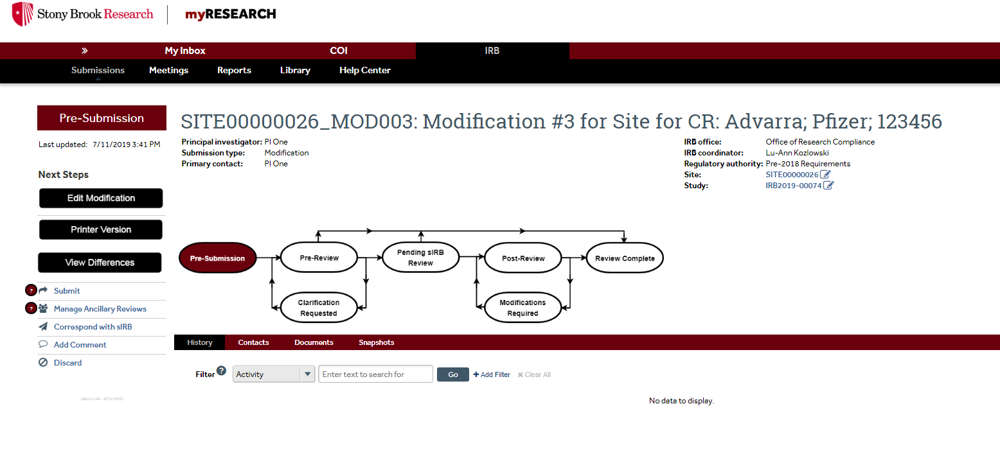 Stony Brook Research
myRESEARCH
»
My Inbox
COI
IRB
Submissions
Meetings
Reports
Library
Help Center
Pre-Submission
Last updated: 7/11/2019 3:41 PM
Next Steps
Edit Modification
Printer Version
View Differences
? Submit
? Manage Ancillary Reviews
Correspond with sIRB
Add Comment
Discard
SITE00000026_MOD003: Modification #3 for Site for CR: Advarra; Pfizer; 123456
Principal investigator: PI One
Submission type: Modification
Primary contact: PI One
IRB office: Office of Research Compliance
IRB coordinator: Lu-Ann Kozlowski
Regulatory authority: Pre-2018 Requirements
Site: SITE00000026
Study: IRB2019-00074
Pre-Submission
Pre-Review
Pending sIRB
Review
Post-Review
Review Complete
Clarification
Requested
Modifications
Required
History
Contacts
Documents
Snapshots
Filter ? Activity Enter text to search for Go + Add Filter × Clear All
No data to display.